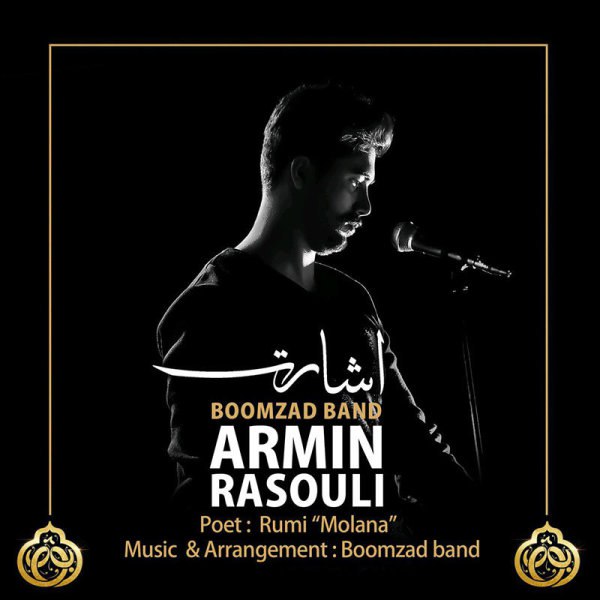 اشارت
BOOMZAD BAND
ARMIN
RASOULI
Poet : Rumi “Molana”
Music & Arrangement : Boomzad band